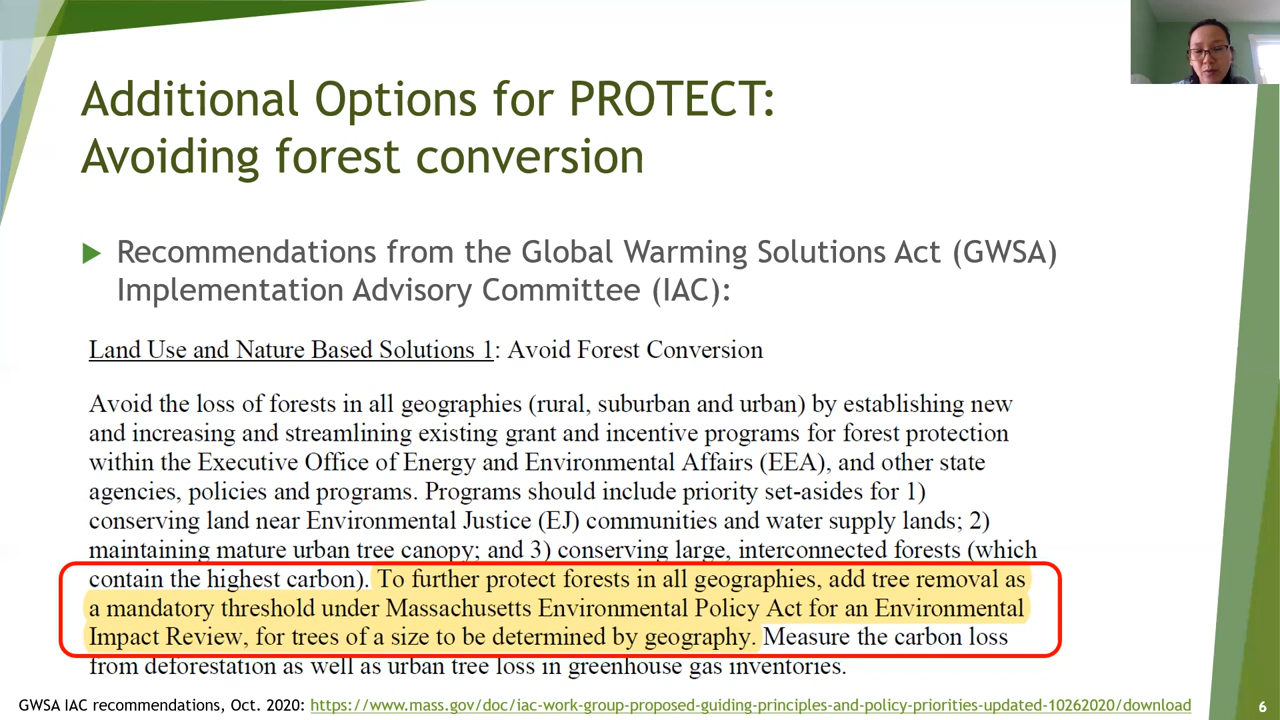 Additional Options for PROTECT:
Avoiding forest conversion
Recommendations from the Global Warming Solutions Act (GWSA)
Implementation Advisory Committee (IAC):
Land Use and Nature Based Solutions 1: Avoid Forest Conversion
Avoid the loss of forests in all geographies (rural, suburban and urban) by establishing new
and increasing and streamlining existing grant and incentive programs for forest protection
within the Executive Office of Energy and Environmental Affairs (EEA), and other state
agencies, policies and programs. Programs should include priority set-asides for 1)
conserving land near Environmental Justice (EJ) communities and water supply lands; 2)
maintaining mature urban tree canopy; and 3) conserving large, interconnected forests (which
contain the highest carbon). To further protect forests in all geographies, add tree removal as
a mandatory threshold under Massachusetts Environmental Policy Act for an Environmental
Impact Review, for trees of a size to be determined by geography. Measure the carbon loss
from deforestation as well as urban tree loss in greenhouse gas inventories.
GWSA IAC recommendations, Oct. 2020: https://www.mass.gov/doc/iac-work-group-proposed-guiding-principles-and-policy-priorities-updated-10262020/download
6